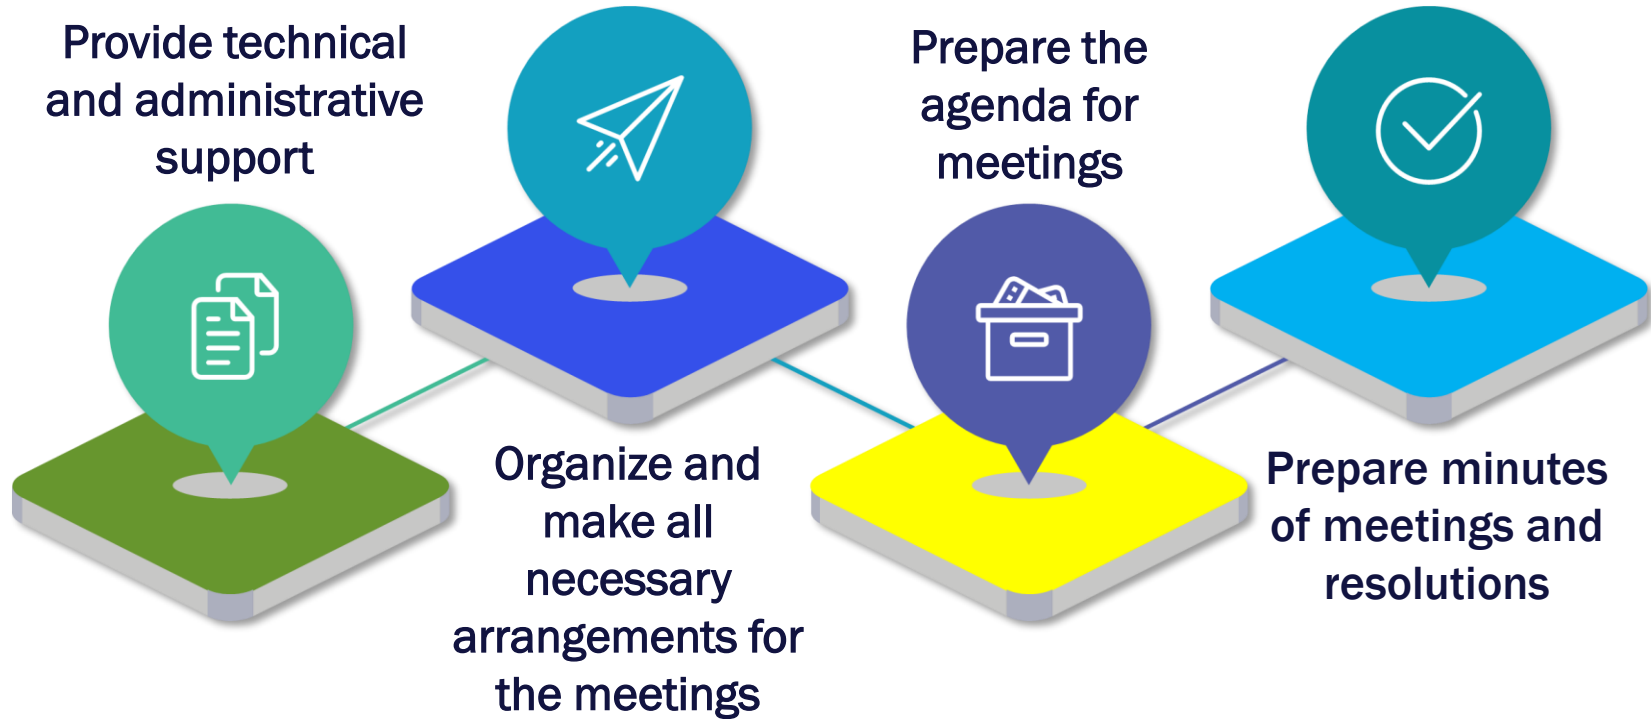 Provide technical
and administrative
support
Organize and
make all
necessary
arrangements for
the meetings
Prepare the
agenda for
meetings
Prepare minutes
of meetings and
resolutions